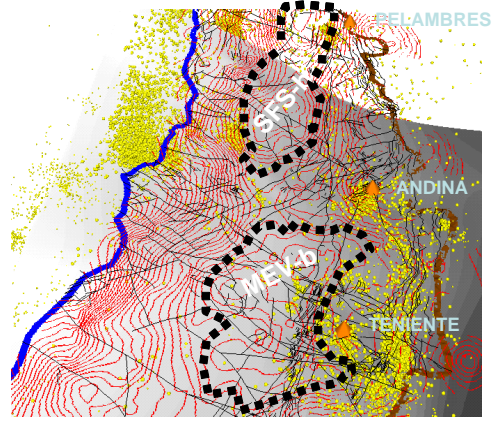 PELAMBRES
SFS-b
ANDINA
MEV-b
TENIENTE